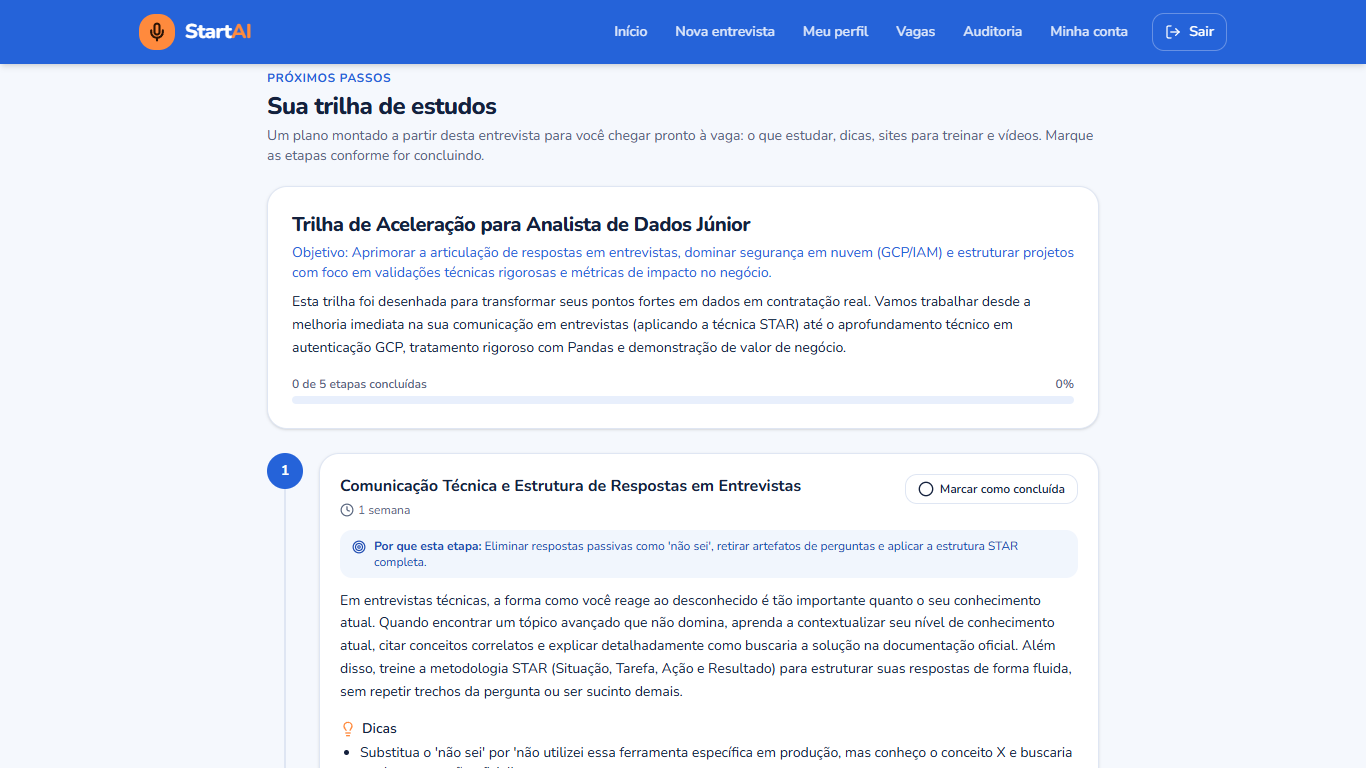 StartAI
Início
Nova entrevista
Meu perfil
Vagas
Auditoria
Minha conta
Sair
PRÓXIMOS PASSOS
Sua trilha de estudos
Um plano montado a partir desta entrevista para você chegar pronto à vaga: o que estudar, dicas, sites para treinar e vídeos. Marque
as etapas conforme for concluindo.
Trilha de Aceleração para Analista de Dados Júnior
Objetivo: Aprimorar a articulação de respostas em entrevistas, dominar segurança em nuvem (GCP/IAM) e estruturar projetos
com foco em validações técnicas rigorosas e métricas de impacto no negócio.
Esta trilha foi desenhada para transformar seus pontos fortes em dados em contratação real. Vamos trabalhar desde a
melhoria imediata na sua comunicação em entrevistas (aplicando a técnica STAR) até o aprofundamento técnico em
autenticação GCP, tratamento rigoroso com Pandas e demonstração de valor de negócio.
0 de 5 etapas concluídas
0%
1
Comunicação Técnica e Estrutura de Respostas em Entrevistas
Marcar como concluída
1 semana
Por que esta etapa: Eliminar respostas passivas como 'não sei', retirar artefatos de perguntas e aplicar a estrutura STAR
completa.
Em entrevistas técnicas, a forma como você reage ao desconhecido é tão importante quanto o seu conhecimento
atual. Quando encontrar um tópico avançado que não domina, aprenda a contextualizar seu nível de conhecimento
atual, citar conceitos correlatos e explicar detalhadamente como buscaria a solução na documentação oficial. Além
disso, treine a metodologia STAR (Situação, Tarefa, Ação e Resultado) para estruturar suas respostas de forma fluida,
sem repetir trechos da pergunta ou ser sucinto demais.
Dicas
Substitua o 'não sei' por 'não utilizei essa ferramenta específica em produção, mas conheço o conceito X e buscaria